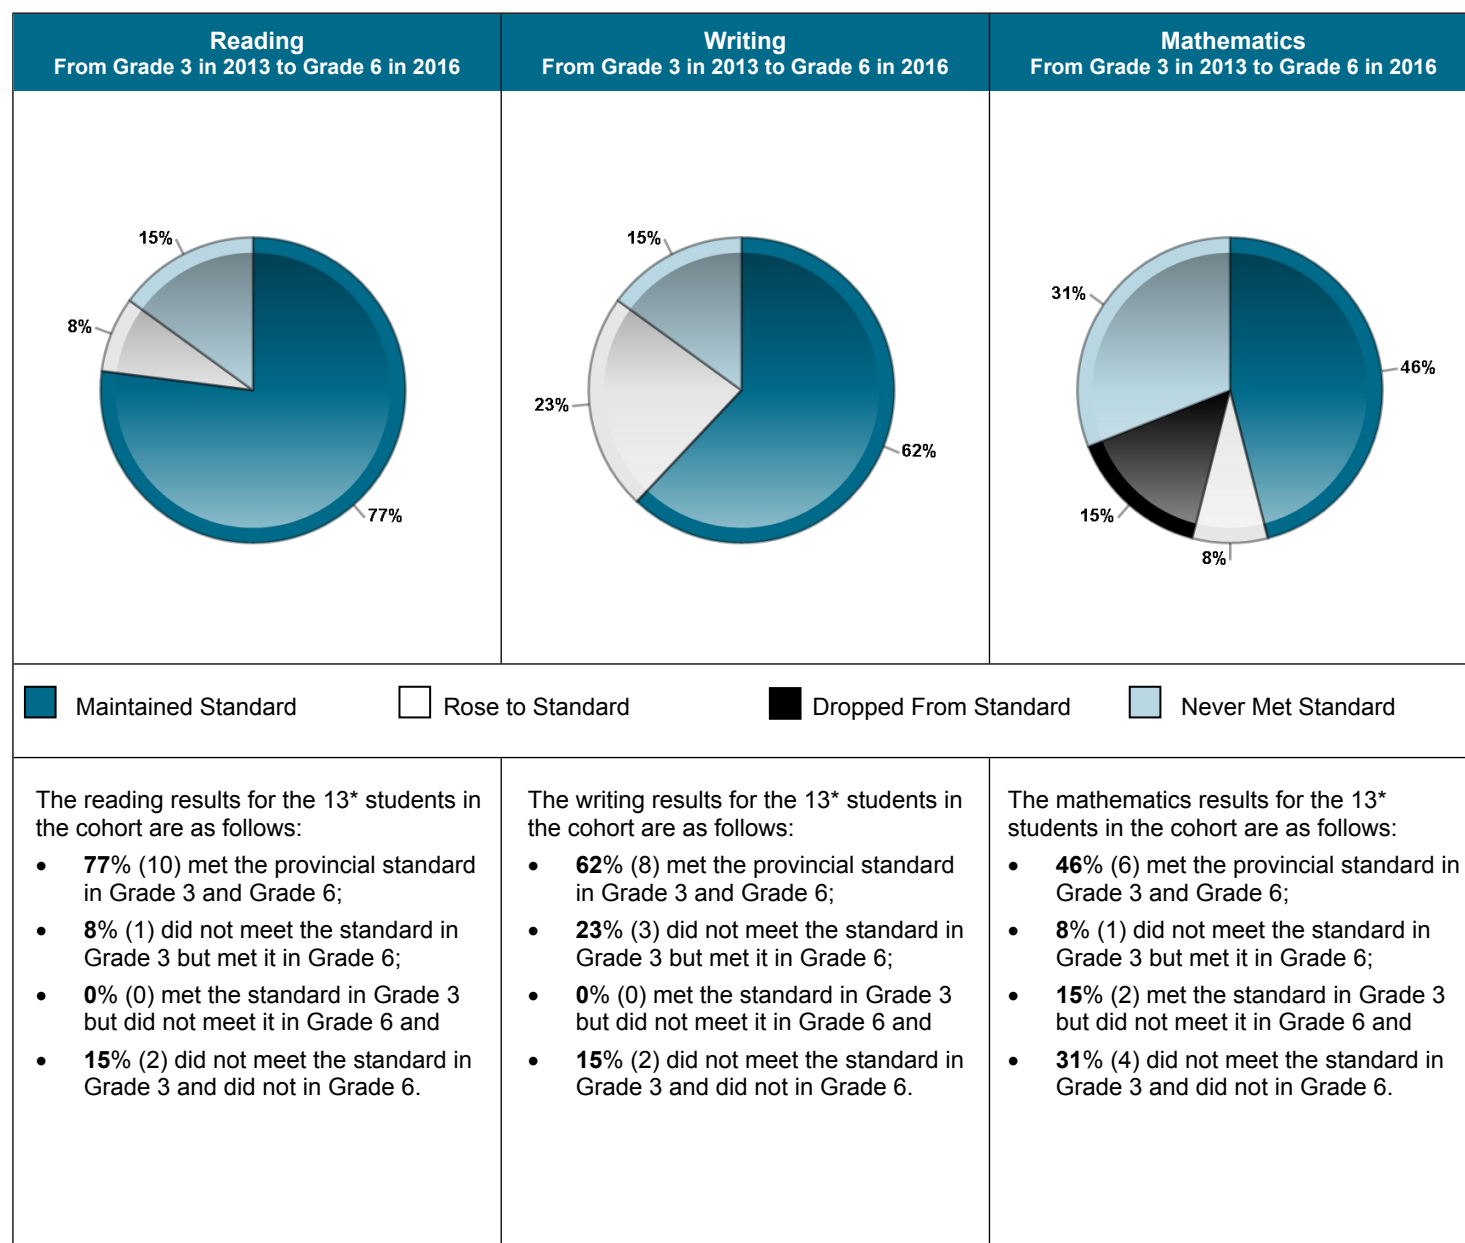 Reading
From Grade 3 in 2013 to Grade 6 in 2016
Writing
From Grade 3 in 2013 to Grade 6 in 2016
Mathematics
From Grade 3 in 2013 to Grade 6 in 2016
15%
8%
77%
15%
23%
62%
31%
46%
15%
8%
Maintained Standard
Rose to Standard
Dropped From Standard
Never Met Standard
The reading results for the 13* students in
the cohort are as follows:
• 77% (10) met the provincial standard
in Grade 3 and Grade 6;
• 8% (1) did not meet the standard in
Grade 3 but met it in Grade 6;
• 0% (0) met the standard in Grade 3
but did not meet it in Grade 6 and
• 15% (2) did not meet the standard in
Grade 3 and did not in Grade 6.
The writing results for the 13* students in
the cohort are as follows:
• 62% (8) met the provincial standard
in Grade 3 and Grade 6;
• 23% (3) did not meet the standard in
Grade 3 but met it in Grade 6;
• 0% (0) met the standard in Grade 3
but did not meet it in Grade 6 and
• 15% (2) did not meet the standard in
Grade 3 and did not in Grade 6.
The mathematics results for the 13*
students in the cohort are as follows:
• 46% (6) met the provincial standard in
Grade 3 and Grade 6;
• 8% (1) did not meet the standard in
Grade 3 but met it in Grade 6;
• 15% (2) met the standard in Grade 3
but did not meet it in Grade 6 and
• 31% (4) did not meet the standard in
Grade 3 and did not in Grade 6.